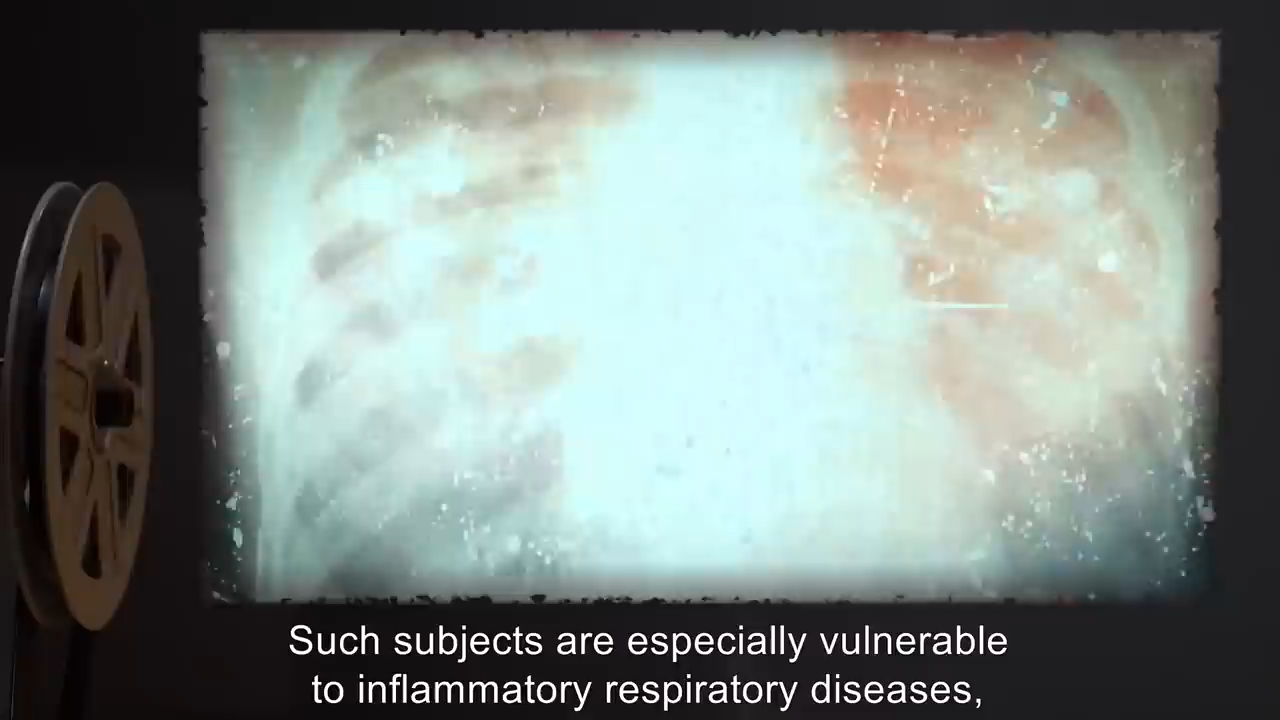 Such subjects are especially vulnerable
to inflammatory respiratory diseases,